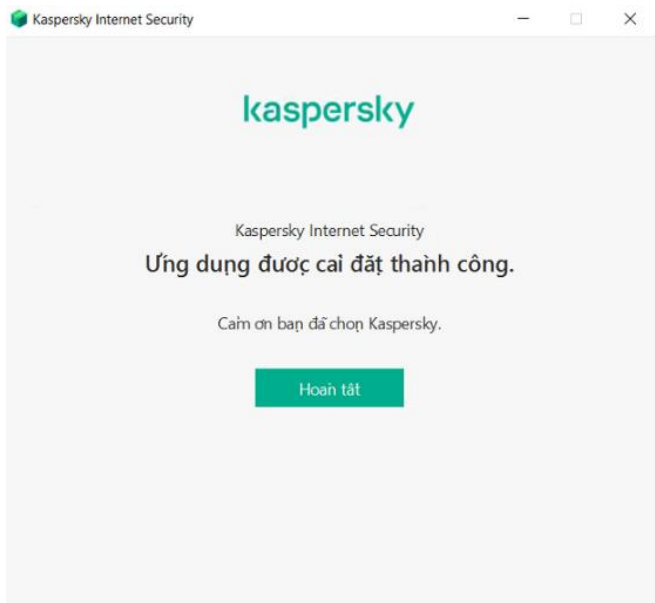 Kaspersky Internet Security
kaspersky
Kaspersky Internet Security
Ứng dụng được cài đặt thành công.
Cảm ơn bạn đã chọn Kaspersky.
Hoàn tất